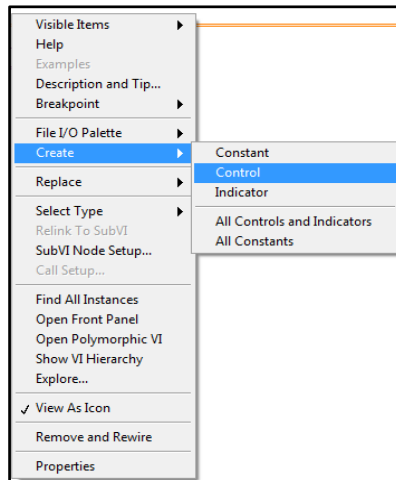 Visible Items
Help
Examples
Description and Tip...
Breakpoint
File I/O Palette
Create
Replace
Select Type
Relink To SubVI
SubVI Node Setup...
Call Setup...
Find All Instances
Open Front Panel
Open Polymorphic VI
Show VI Hierarchy
Explore...
View As Icon
Remove and Rewire
Properties
Constant
Control
Indicator
All Controls and Indicators
All Constants